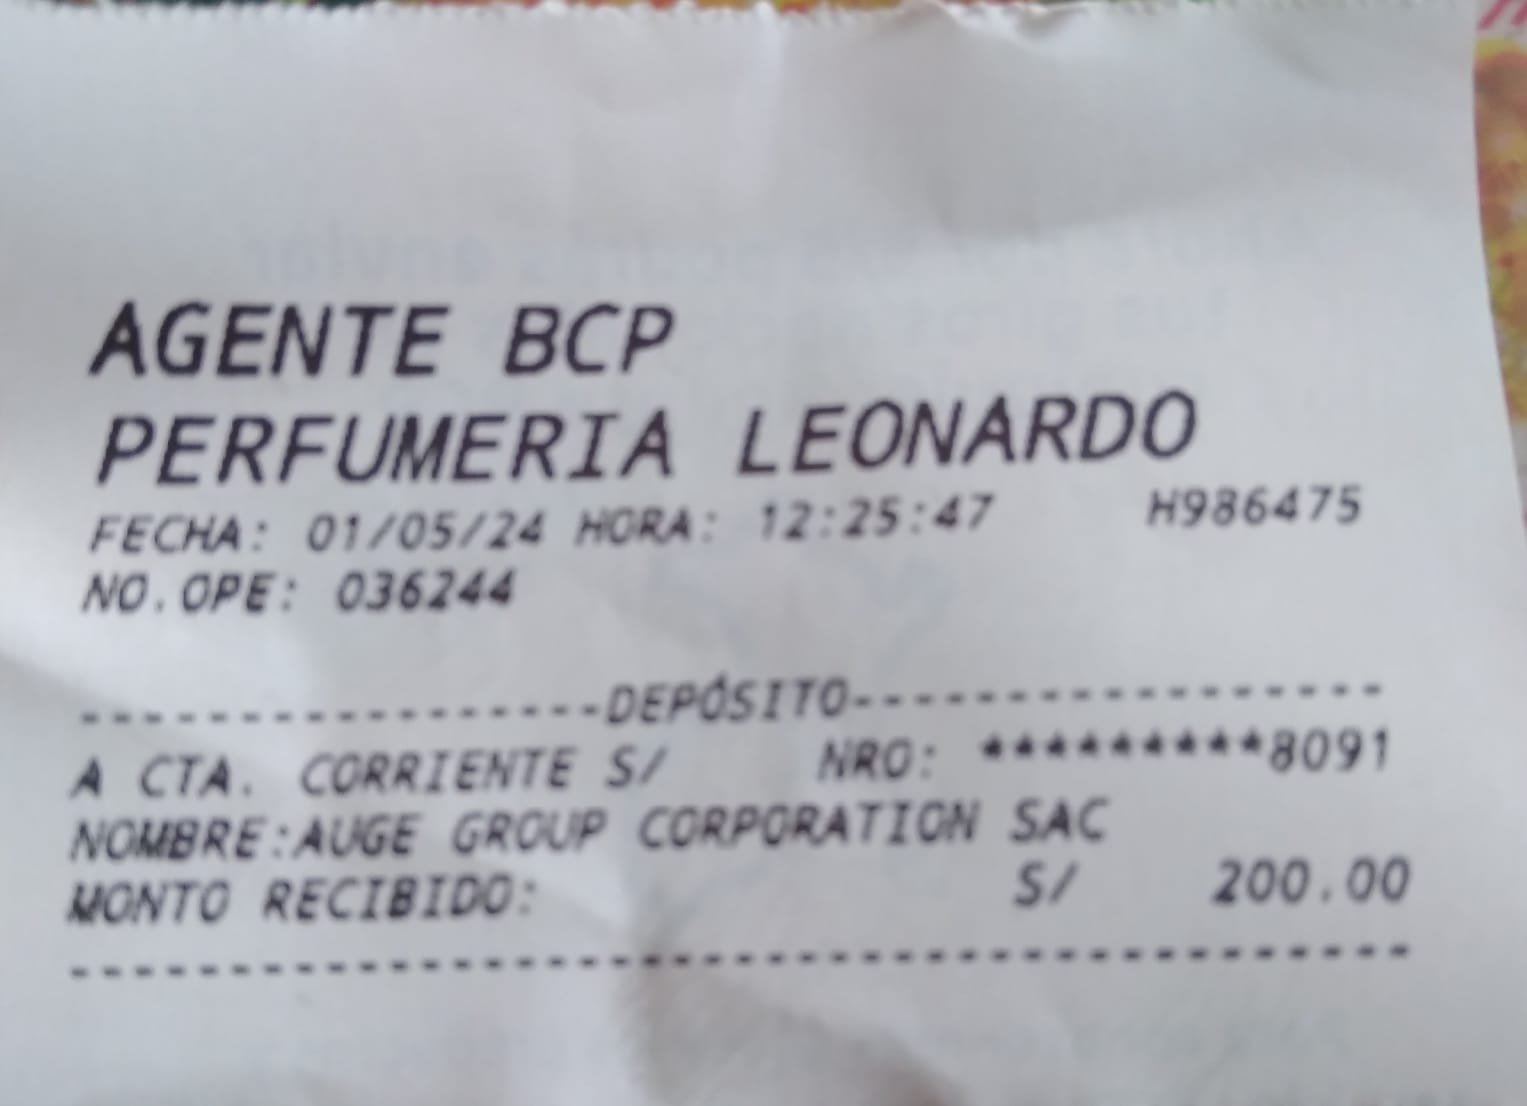 AGENTE BCP
PERFUMERIA LEONARDO
FECHA: 01/05/24 HORA: 12:25:47 H986475
NO.OPE: 036244
-----------------DEPÓSITO-----------------
A CTA. CORRIENTE S/ NRO: *********8091
NOMBRE:AUGE GROUP CORPORATION SAC
MONTO RECIBIDO: S/ 200.00
------------------------------------------